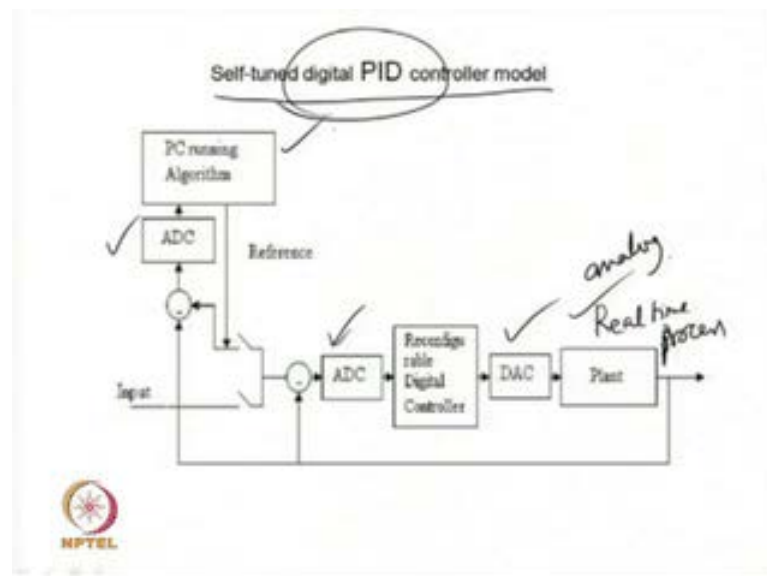 Self-tuned digital PID controller model
PC running
Algorithm
ADC
Reference
Input
ADC
Reconfigu
rable
Digital
Controller
DAC
Plant
analog.
Real time
process
NPTEL